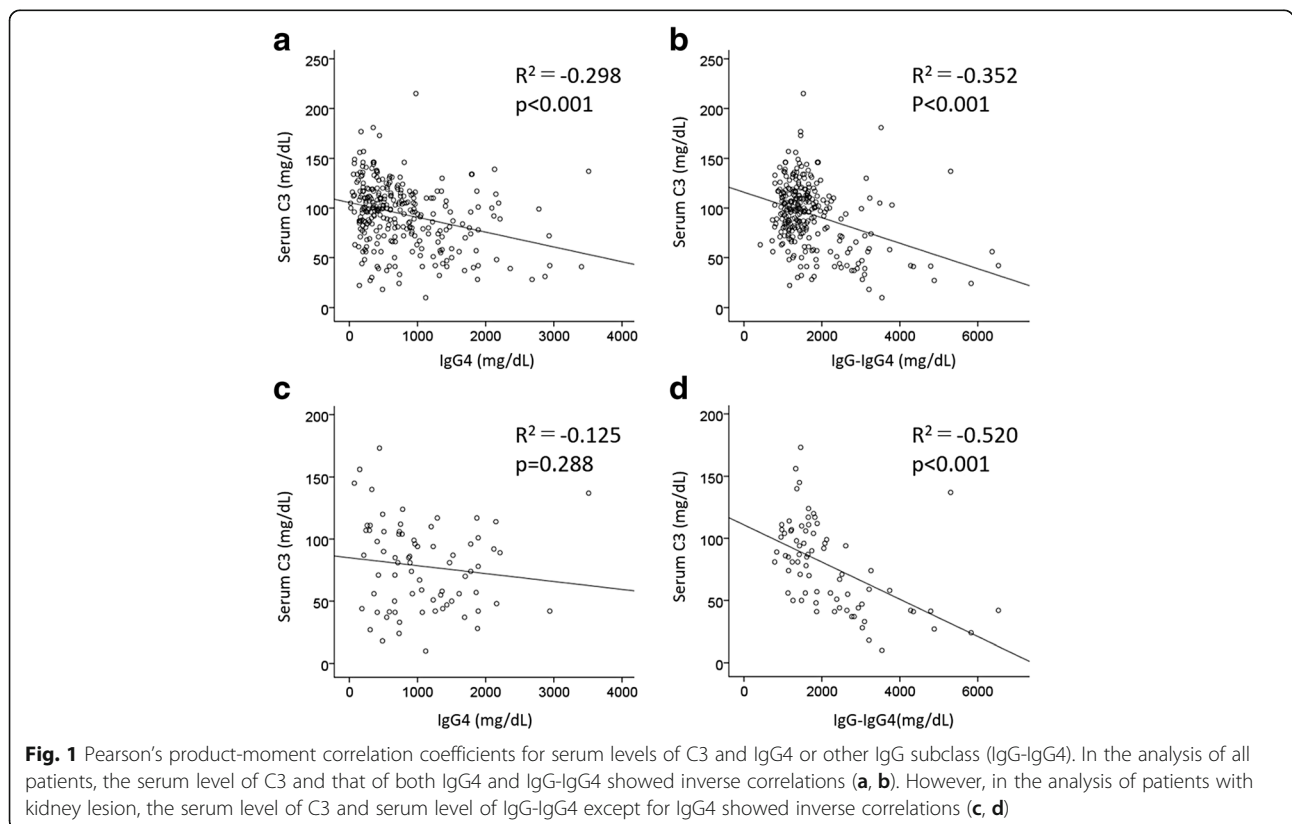 a
250
200
150
100
50
0
Serum C3 (mg/dL)
R² = -0.298
p<0.001
0 1000 2000 3000 4000
IgG4 (mg/dL)
b
250
200
150
100
50
0
Serum C3 (mg/dL)
R² = -0.352
P<0.001
0 2000 4000 6000
IgG-IgG4 (mg/dL)
c
200
150
100
50
0
Serum C3 (mg/dL)
R² = -0.125
p=0.288
0 1000 2000 3000 4000
IgG4 (mg/dL)
d
200
150
100
50
0
Serum C3 (mg/dL)
R² = -0.520
p<0.001
0 2000 4000 6000
IgG-IgG4(mg/dL)
Fig. 1 Pearson's product-moment correlation coefficients for serum levels of C3 and IgG4 or other IgG subclass (IgG-IgG4). In the analysis of all
patients, the serum level of C3 and that of both IgG4 and IgG-IgG4 showed inverse correlations (a, b). However, in the analysis of patients with
kidney lesion, the serum level of C3 and serum level of IgG-IgG4 except for IgG4 showed inverse correlations (c, d)